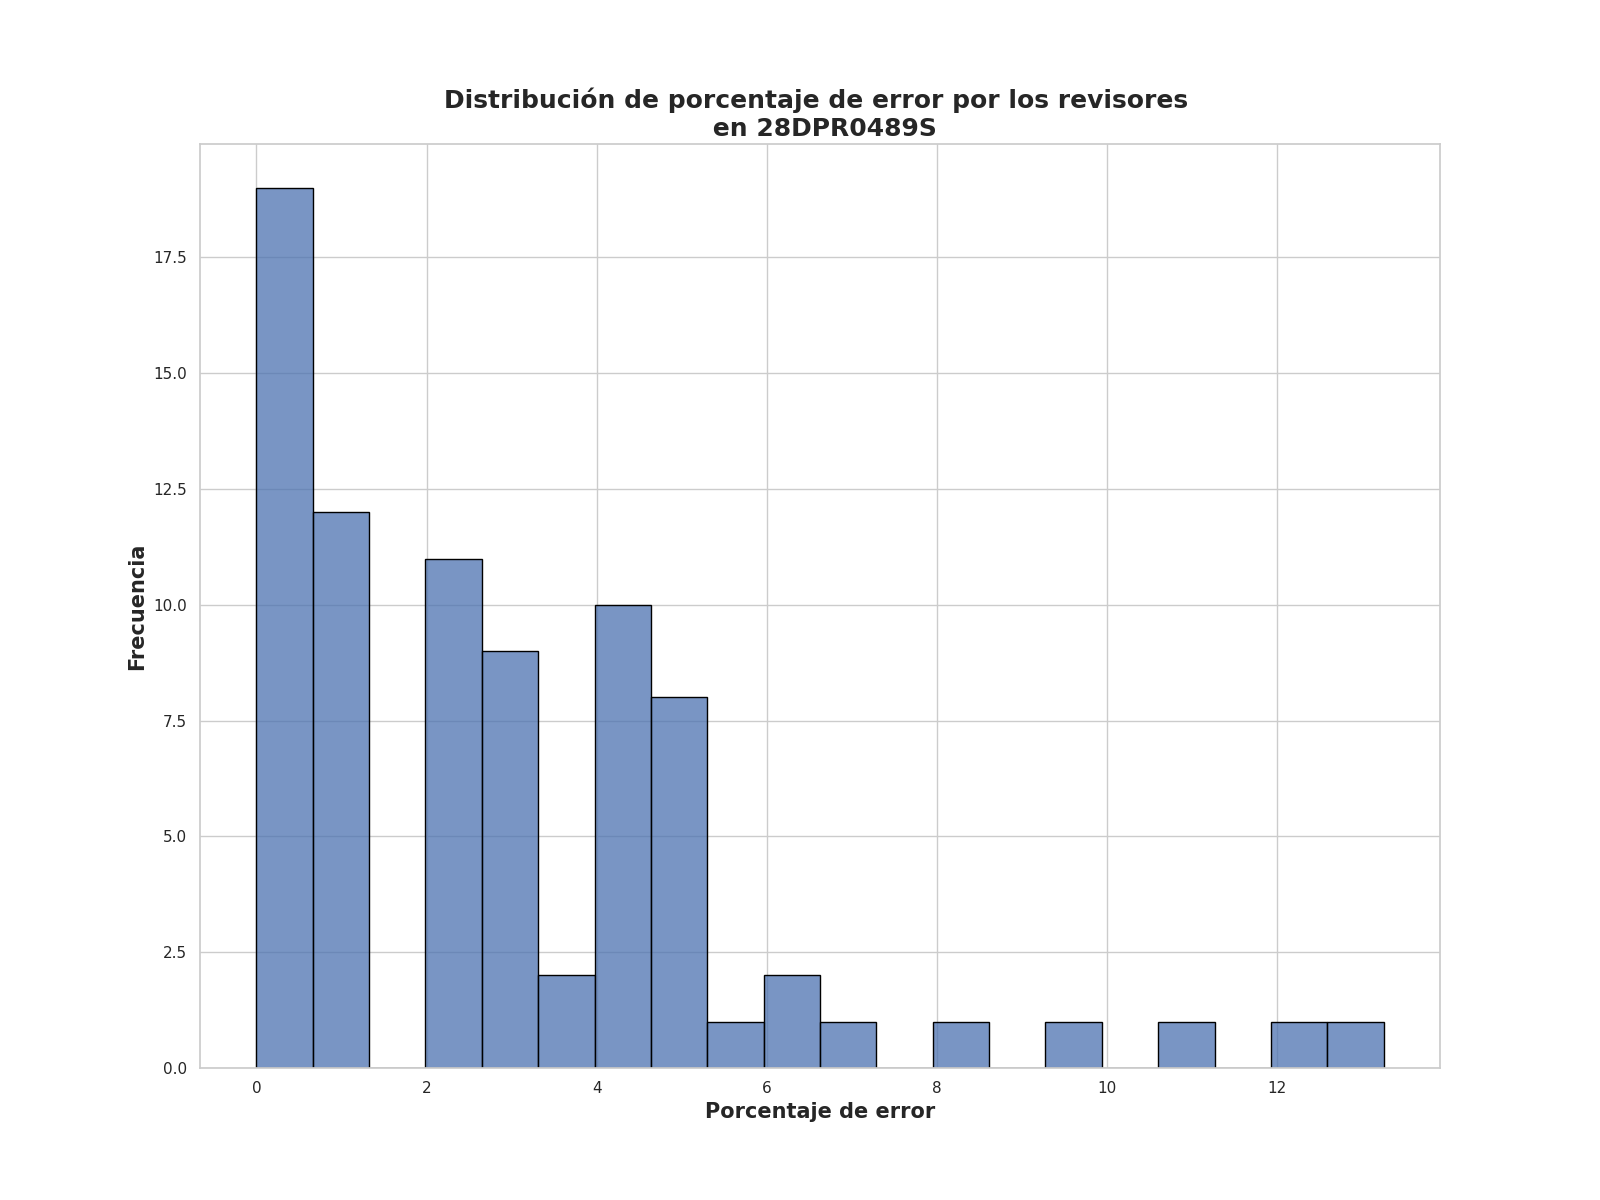 Distribución de porcentaje de error por los revisores
en 28DPR0489S
17.5
15.0
12.5
10.0
7.5
5.0
2.5
0.0
Frecuencia
0 2 4 6 8 10 12
Porcentaje de error